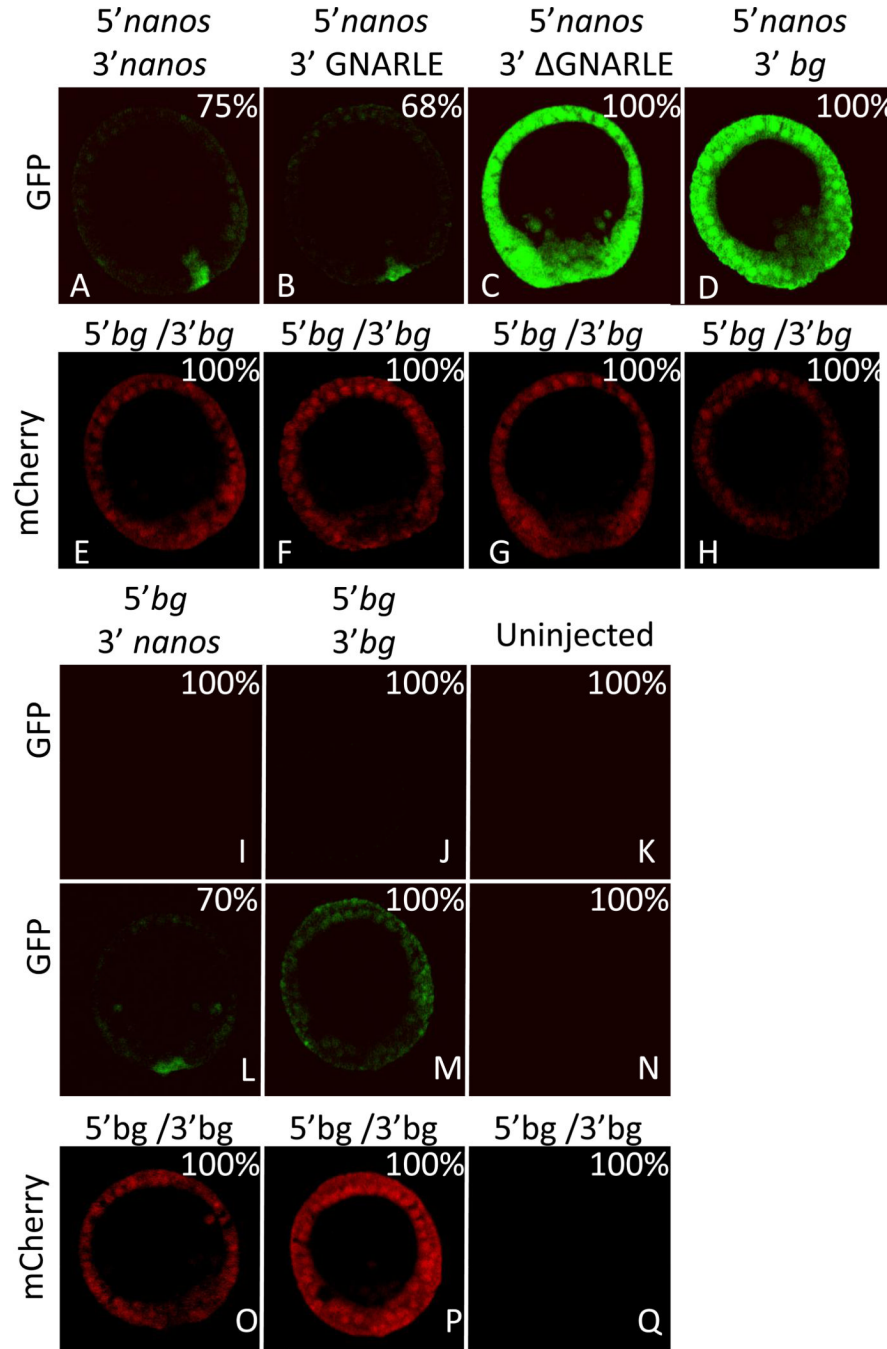 5’nanos 5’nanos 5’nanos 5’nanos
3’nanos 3’ GNARLE 3’ ΔGNARLE 3’ bg
GFP
75% 68% 100% 100%
A B C D
5’bg /3’bg 5’bg /3’bg 5’bg /3’bg 5’bg /3’bg
mCherry
100% 100% 100% 100%
E F G H
5’bg 5’bg
3’ nanos 3’bg Uninjected
GFP
100% 100% 100%
I J K
GFP
70% 100% 100%
L M N
5’bg /3’bg 5’bg /3’bg 5’bg /3’bg
mCherry
100% 100% 100%
O P Q